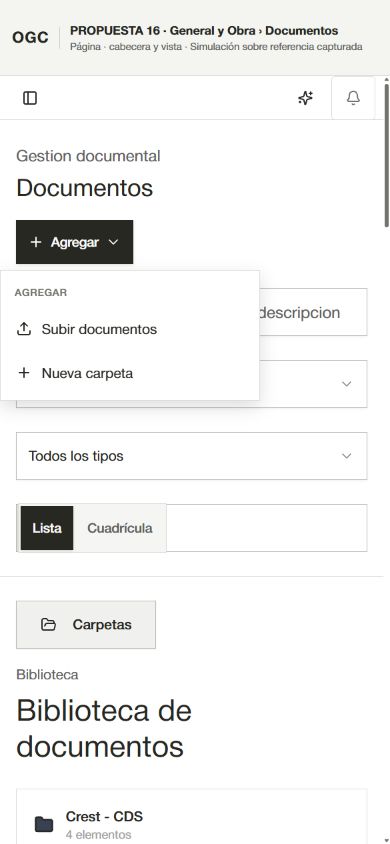 OGC
PROPUESTA 16 · General y Obra › Documentos
Página · cabecera y vista · Simulación sobre referencia capturada
Gestion documental
Documentos
Agregar
AGREGAR
descripcion
Subir documentos
Nueva carpeta
Todos los tipos
Lista
Cuadrícula
Carpetas
Biblioteca
Biblioteca de
documentos
Crest - CDS
4 elementos